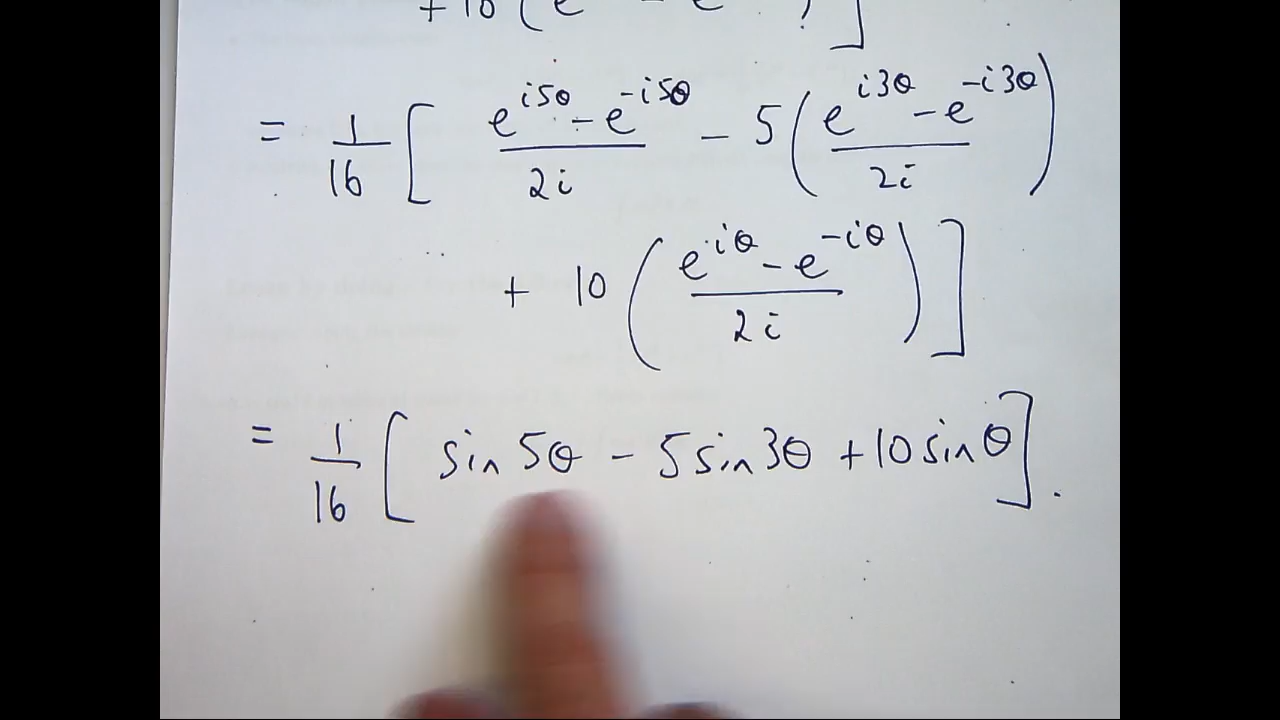 +10 ( e - e ) ]
= 1/16 [ (e^{i5θ} - e^{-i5θ})/2i - 5 ( (e^{i3θ} - e^{-i3θ})/2i )
+ 10 ( (e^{iθ} - e^{-iθ})/2i ) ]
= 1/16 [ sin 5θ - 5 sin 3θ + 10 sin θ ] .